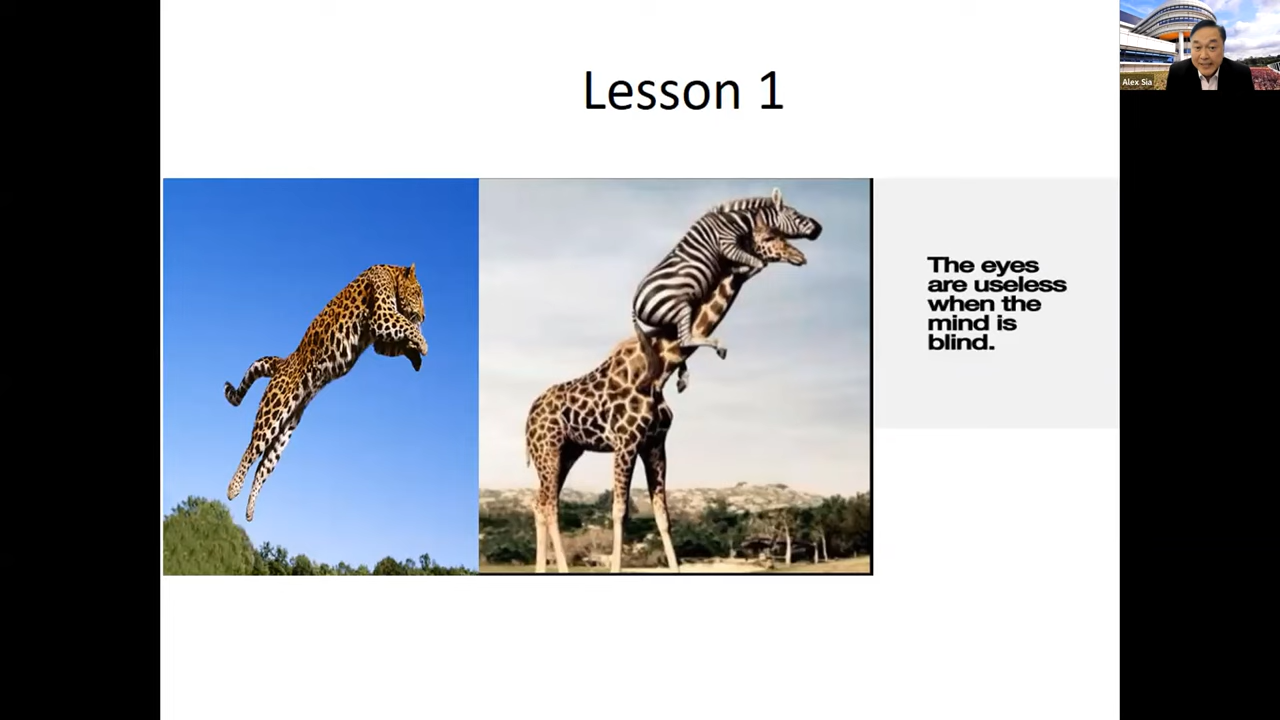 Lesson 1
Alex Sia
The eyes
are useless
when the
mind is
blind.